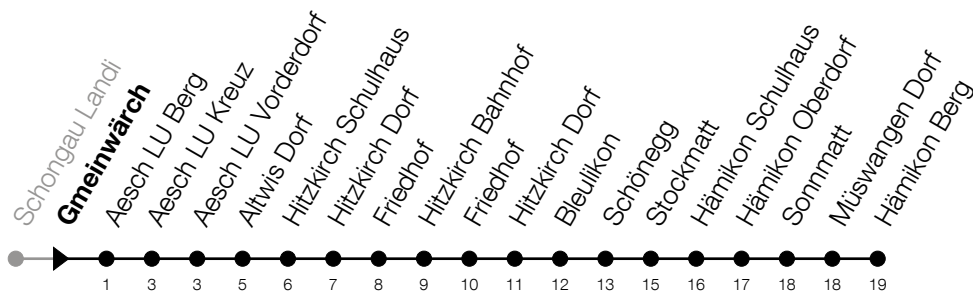 Schongau Landi
Gmeinwärch
Aesch LU Berg
Aesch LU Kreuz
Aesch LU Vorderdorf
Altwis Dorf
Hitzkirch Schulhaus
Hitzkirch Dorf
Friedhof
Hitzkirch Bahnhof
Friedhof
Hitzkirch Dorf
Bleulikon
Schönegg
Stockmatt
Hämikon Schulhaus
Hämikon Oberdorf
Sonnmatt
Müswangen Dorf
Hämikon Berg
1 3 3 5 6 7 8 9 10 11 12 13 15 16 17 18 18 19